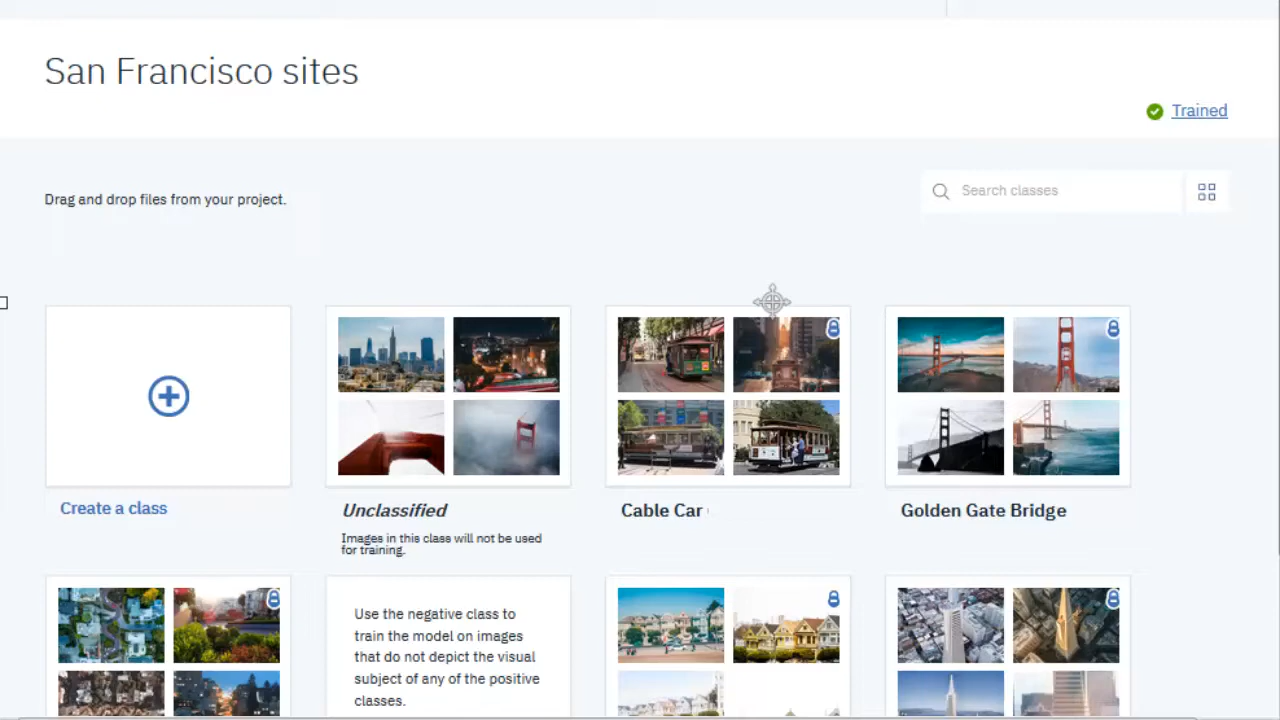 San Francisco sites
Trained
Drag and drop files from your project.
Search classes
Create a class
Unclassified
Images in this class will not be used
for training.
Cable Car
Golden Gate Bridge
Use the negative class to
train the model on images
that do not depict the visual
subject of any of the positive
classes.